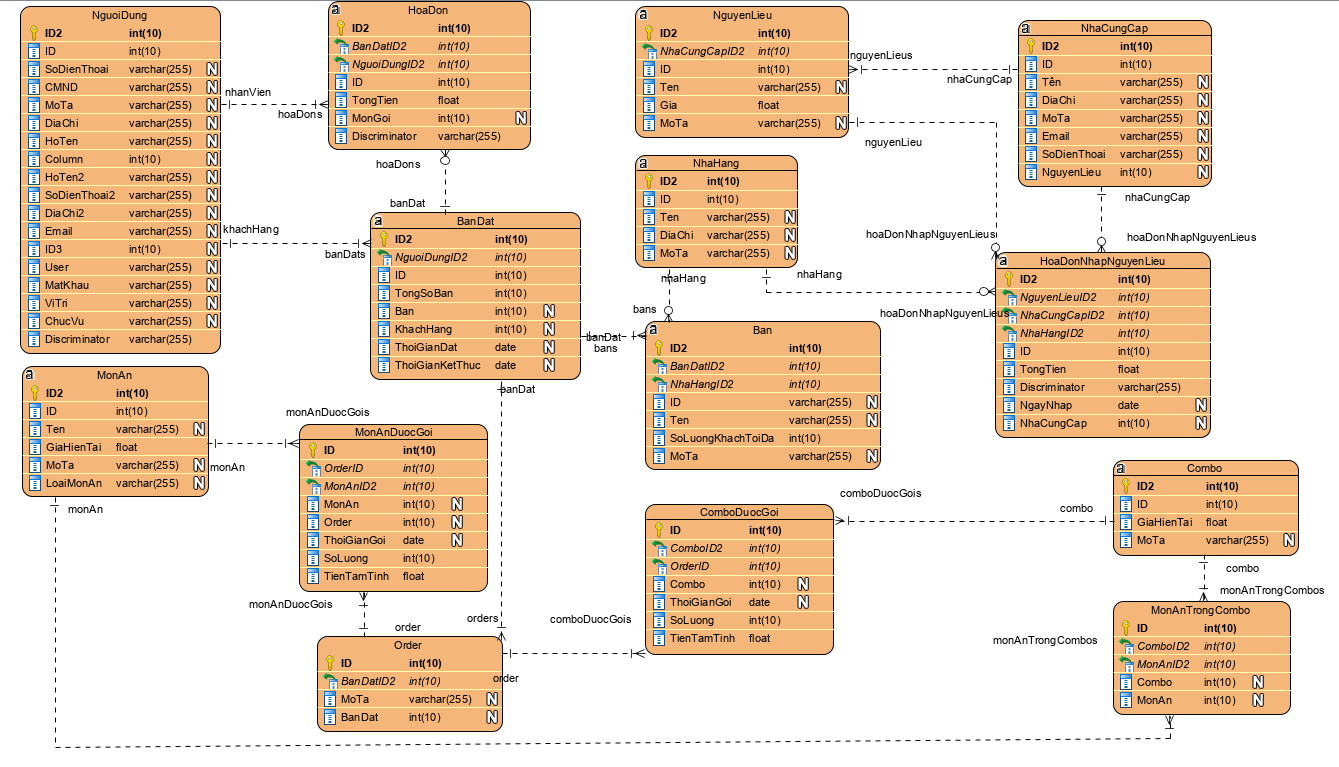 NguoiDung
ID2 int(10)
ID int(10)
SoDienThoai varchar(255) N
CMND varchar(255) N
MoTa varchar(255) N
DiaChi varchar(255) N
HoTen varchar(255) N
Column int(10) N
HoTen2 varchar(255) N
SoDienThoai2 varchar(255) N
DiaChi2 varchar(255) N
Email varchar(255) N
ID3 int(10) N
User varchar(255) N
MatKhau varchar(255) N
ViTri varchar(255) N
ChucVu varchar(255) N
Discriminator varchar(255)
nhanVien
hoaDons
khachHang
banDats
a
HoaDon
ID2 int(10)
BanDatID2 int(10)
NguoiDungID2 int(10)
ID int(10)
TongTien float
MonGoi int(10) N
Discriminator varchar(255)
hoaDons
banDat
a
BanDat
ID2 int(10)
NguoiDungID2 int(10)
ID int(10)
TongSoBan int(10)
Ban int(10) N
KhachHang int(10) N
ThoiGianDat date N
ThoiGianKetThuc date N
banDat
bans
banDat
a
NguyenLieu
ID2 int(10)
NhaCungCapID2 int(10)
ID int(10)
Ten varchar(255) N
Gia float
MoTa varchar(255) N
nguyenLieus
nhaCungCap
nguyenLieu
a
NhaCungCap
ID2 int(10)
ID int(10)
Tên varchar(255) N
DiaChi varchar(255) N
MoTa varchar(255) N
Email varchar(255) N
SoDienThoai varchar(255) N
NguyenLieu int(10) N
nhaCungCap
hoaDonNhapNguyenLieus
hoaDonNhapNguyenLieus
a
NhaHang
ID2 int(10)
ID int(10)
Ten varchar(255) N
DiaChi varchar(255) N
MoTa varchar(255) N
nhaHang
nhaHang
bans
hoaDonNhapNguyenLieus
a
HoaDonNhapNguyenLieu
ID2 int(10)
NguyenLieuID2 int(10)
NhaCungCapID2 int(10)
NhaHangID2 int(10)
ID int(10)
TongTien float
Discriminator varchar(255)
NgayNhap date N
NhaCungCap int(10) N
a
Ban
ID2 int(10)
BanDatID2 int(10)
NhaHangID2 int(10)
ID varchar(255) N
Ten varchar(255) N
SoLuongKhachToiDa int(10)
MoTa varchar(255) N
a
MonAn
ID2 int(10)
ID int(10)
Ten varchar(255) N
GiaHienTai float
MoTa varchar(255) N
LoaiMonAn varchar(255) N
monAn
monAn
monAnDuocGois
MonAnDuocGoi
ID int(10)
OrderID int(10)
MonAnID2 int(10)
MonAn int(10) N
Order int(10) N
ThoiGianGoi date N
SoLuong int(10)
TienTamTinh float
monAnDuocGois
order
orders
Order
ID int(10)
BanDatID2 int(10)
MoTa varchar(255) N
BanDat int(10) N
order
comboDuocGois
ComboDuocGoi
ID int(10)
ComboID2 int(10)
OrderID int(10)
Combo int(10) N
ThoiGianGoi date N
SoLuong int(10)
TienTamTinh float
comboDuocGois
combo
a
Combo
ID2 int(10)
ID int(10)
GiaHienTai float
MoTa varchar(255) N
combo
monAnTrongCombos
monAnTrongCombos
MonAnTrongCombo
ID int(10)
ComboID2 int(10)
MonAnID2 int(10)
Combo int(10) N
MonAn int(10) N